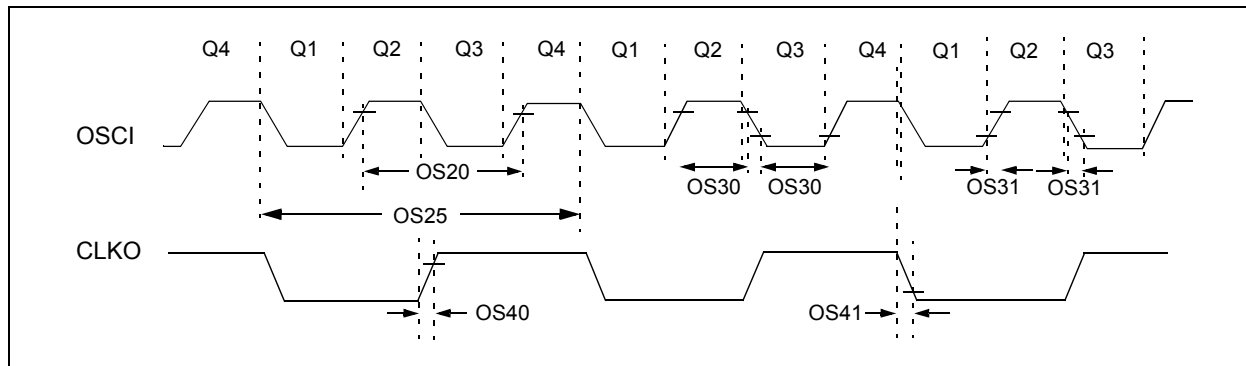 Q4 Q1 Q2 Q3 Q4 Q1 Q2 Q3 Q4 Q1 Q2 Q3
OSCI
OS20
OS30 OS30 OS31 OS31
OS25
CLKO
OS40 OS41